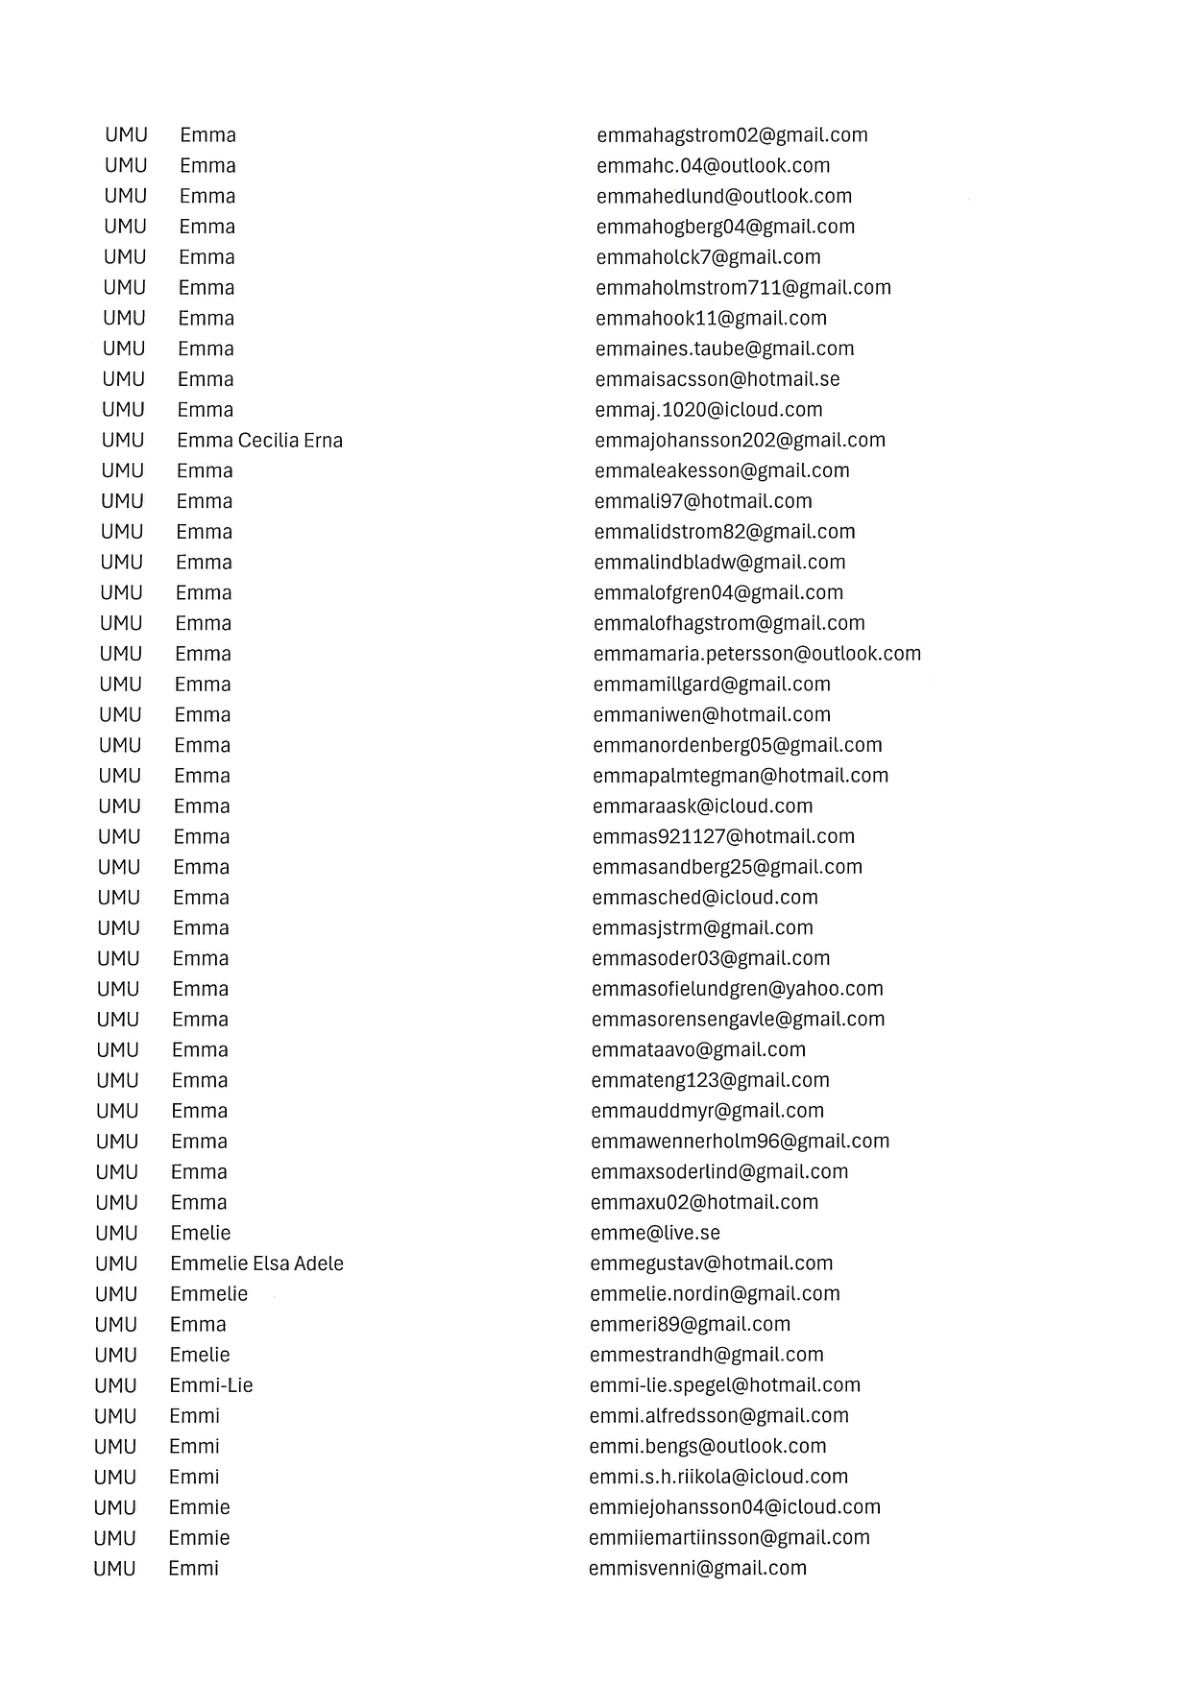 UMU Emma emmahagstrom02@gmail.com
UMU Emma emmahc.04@outlook.com
UMU Emma emmahedlund@outlook.com
UMU Emma emmahogberg04@gmail.com
UMU Emma emmaholck7@gmail.com
UMU Emma emmaholmstrom711@gmail.com
UMU Emma emmahook11@gmail.com
UMU Emma emmaines.taube@gmail.com
UMU Emma emmaisacsson@hotmail.se
UMU Emma emmaj.1020@icloud.com
UMU Emma Cecilia Erna emmajohansson202@gmail.com
UMU Emma emmaleakesson@gmail.com
UMU Emma emmali97@hotmail.com
UMU Emma emmalidstrom82@gmail.com
UMU Emma emmalindbladw@gmail.com
UMU Emma emmalofgren04@gmail.com
UMU Emma emmalofhagstrom@gmail.com
UMU Emma emmamaria.petersson@outlook.com
UMU Emma emmamillgard@gmail.com
UMU Emma emmaniwen@hotmail.com
UMU Emma emmanordenberg05@gmail.com
UMU Emma emmapalmtegman@hotmail.com
UMU Emma emmaraask@icloud.com
UMU Emma emmas921127@hotmail.com
UMU Emma emmasandberg25@gmail.com
UMU Emma emmasched@icloud.com
UMU Emma emmasjstrm@gmail.com
UMU Emma emmasoder03@gmail.com
UMU Emma emmasofielundgren@yahoo.com
UMU Emma emmasorensengavle@gmail.com
UMU Emma emmataavo@gmail.com
UMU Emma emmateng123@gmail.com
UMU Emma emmauddmyr@gmail.com
UMU Emma emmawennerholm96@gmail.com
UMU Emma emmaxsoderlind@gmail.com
UMU Emma emmaxu02@hotmail.com
UMU Emelie emme@live.se
UMU Emmelie Elsa Adele emmegustav@hotmail.com
UMU Emmelie emmelie.nordin@gmail.com
UMU Emma emmeri89@gmail.com
UMU Emelie emmestrandh@gmail.com
UMU Emmi-Lie emmi-lie.spegel@hotmail.com
UMU Emmi emmi.alfredsson@gmail.com
UMU Emmi emmi.bengs@outlook.com
UMU Emmi emmi.s.h.riikola@icloud.com
UMU Emmie emmiejohansson04@icloud.com
UMU Emmie emmiiemartiinsson@gmail.com
UMU Emmi emmisvenni@gmail.com